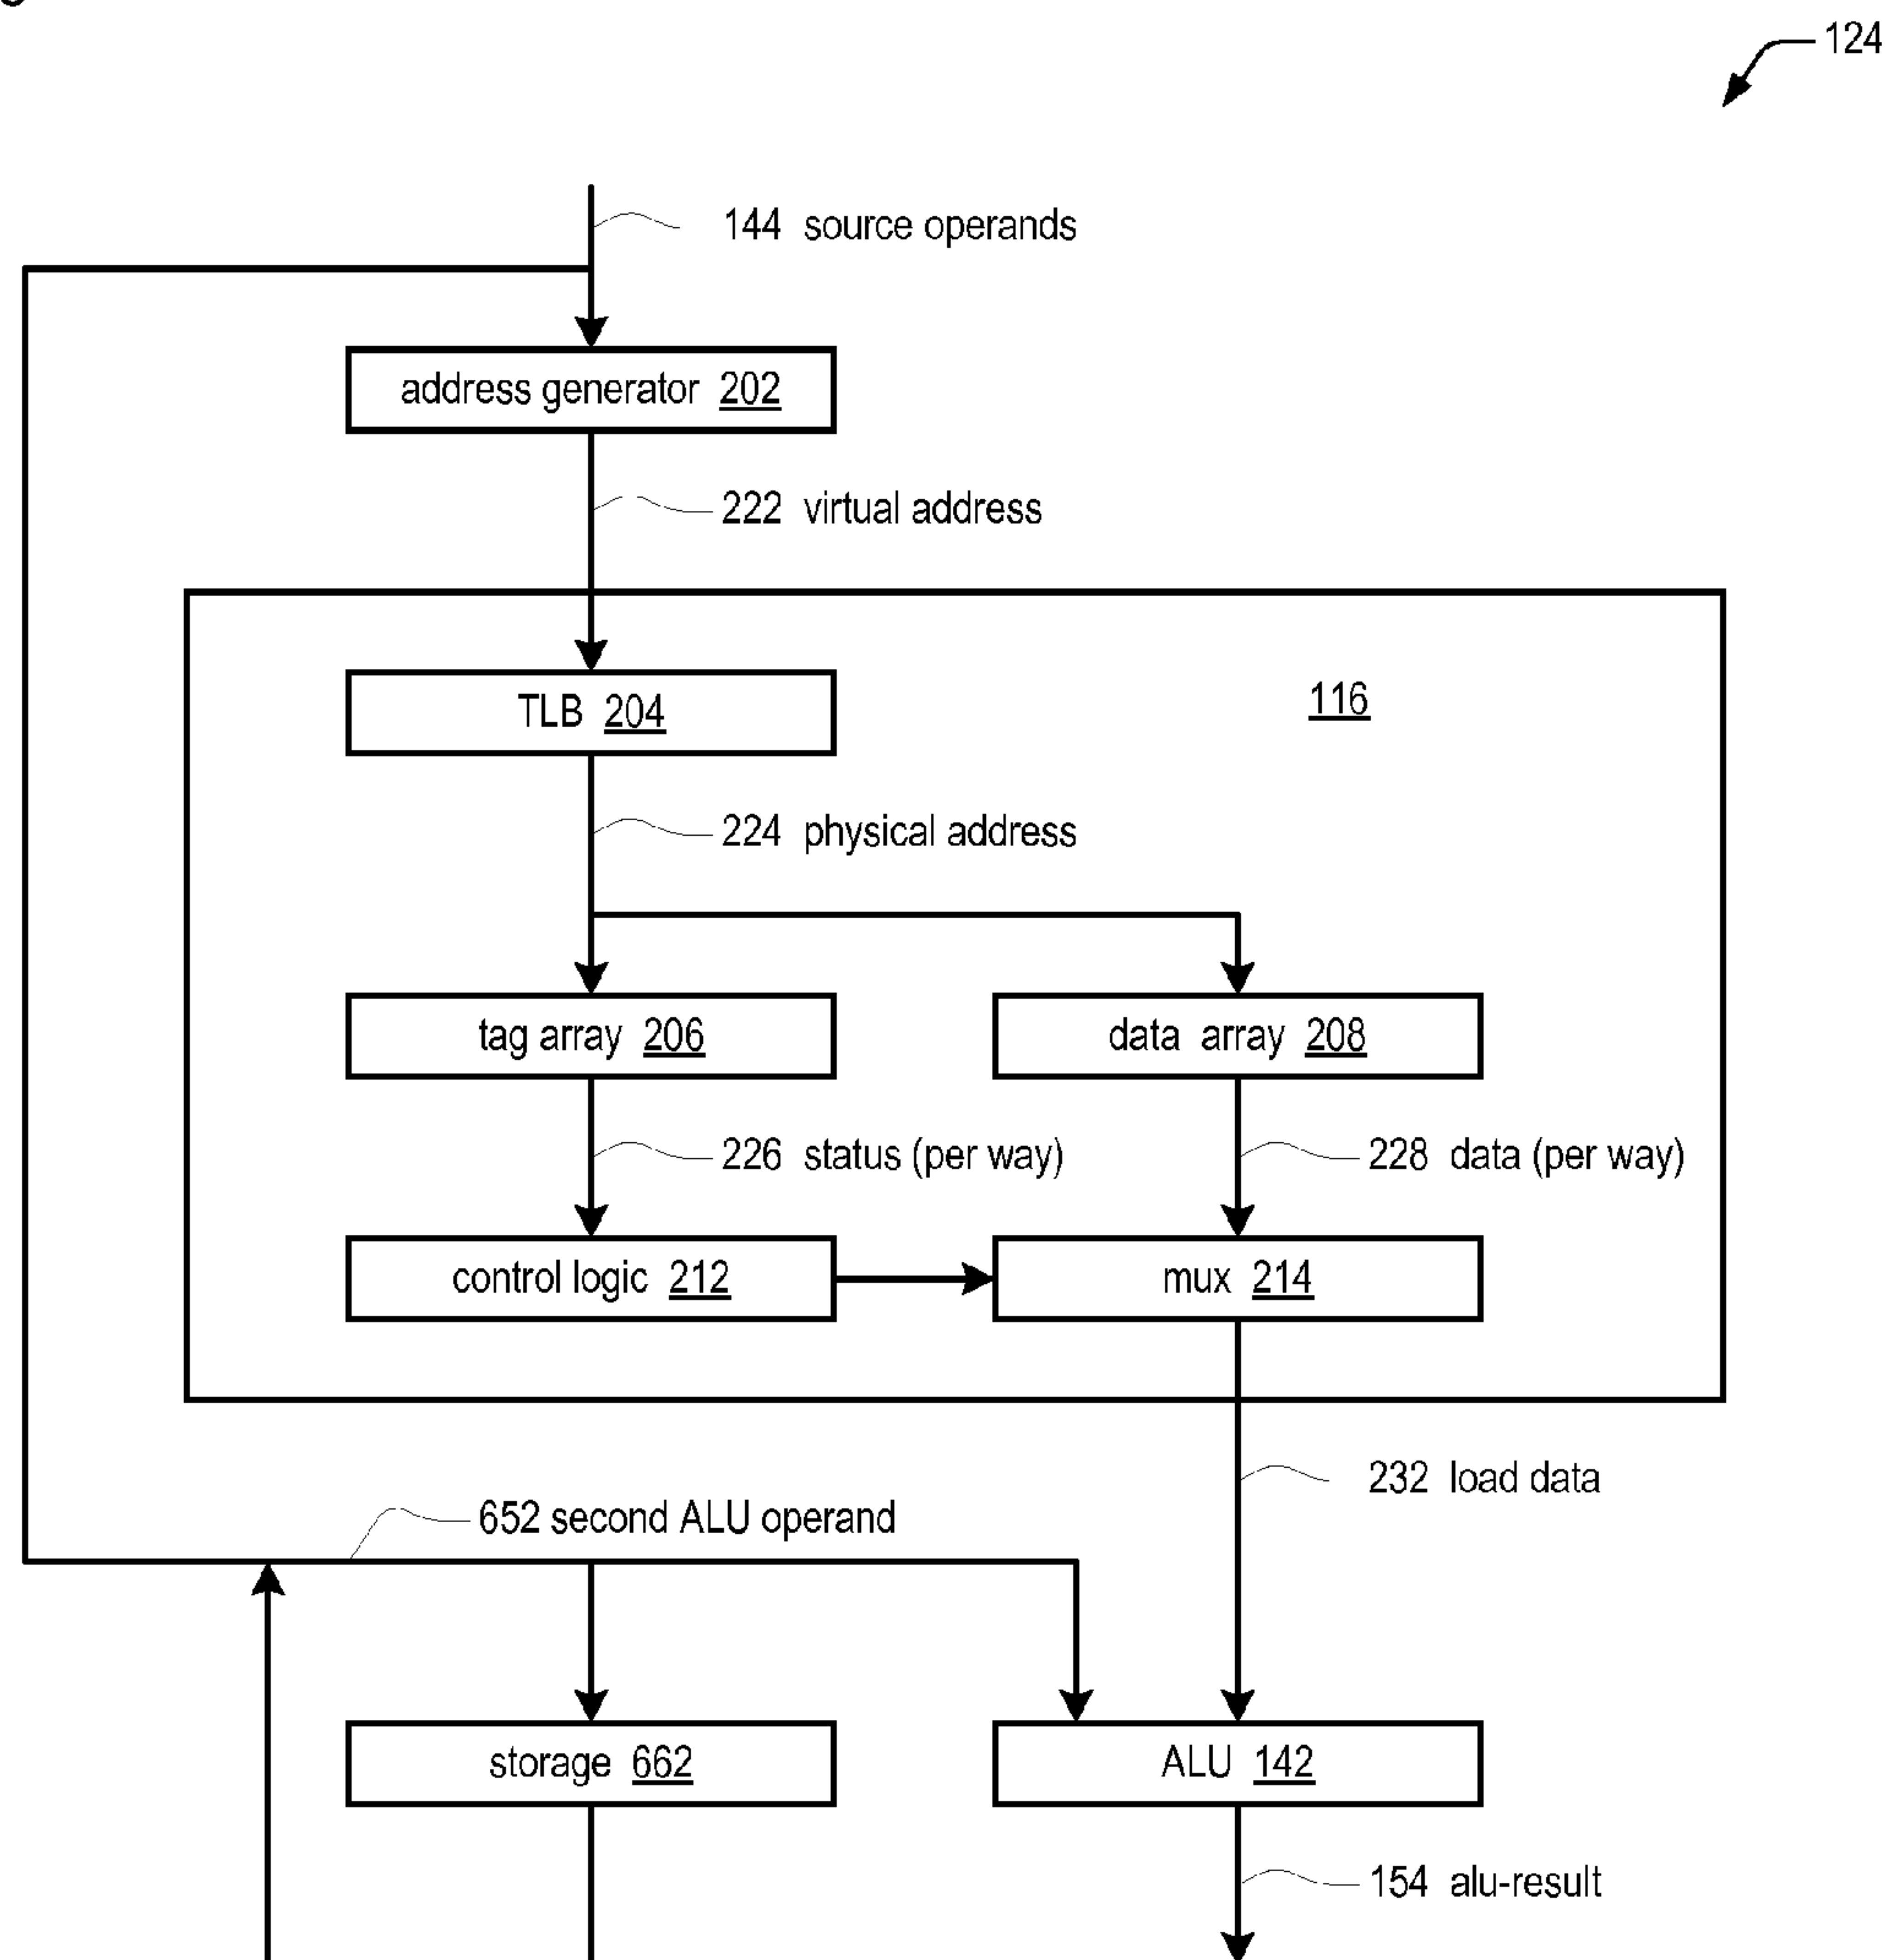 124
144 source operands
address generator 202
222 virtual address
TLB 204
116
224 physical address
tag array 206
data array 208
226 status (per way)
228 data (per way)
control logic 212
mux 214
232 load data
652 second ALU operand
storage 662
ALU 142
154 alu-result